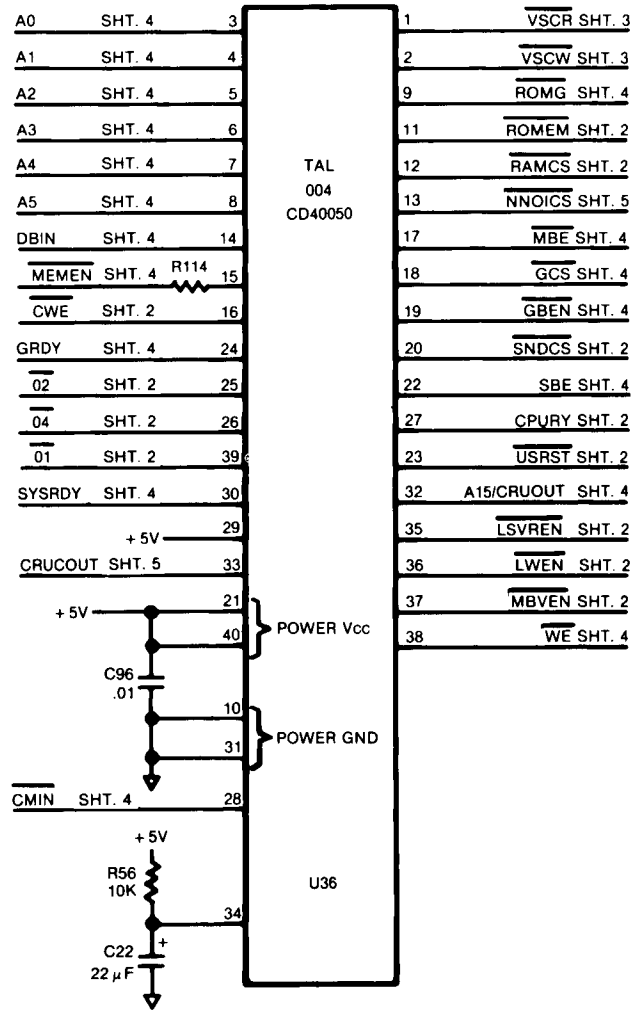 A0 SHT. 4 3
A1 SHT. 4 4
A2 SHT. 4 5
A3 SHT. 4 6
A4 SHT. 4 7
A5 SHT. 4 8
DBIN SHT. 4 14
MEMEN SHT. 4 R114 15
CWE SHT. 2 16
GRDY SHT. 4 24
02 SHT. 2 25
04 SHT. 2 26
01 SHT. 2 39
SYSRDY SHT. 4 30
+ 5V 29
CRUCOUT SHT. 5 33
+ 5V 21
40
POWER Vcc
C96
.01
10
31
POWER GND
CMIN SHT. 4 28
+ 5V
R56
10K
34
+
C22
22 μF
TAL
004
CD40050
U36
1 VSCR SHT. 3
2 VSCW SHT. 3
9 ROMG SHT. 4
11 ROMEM SHT. 2
12 RAMCS SHT. 2
13 NNOICS SHT. 5
17 MBE SHT. 4
18 GCS SHT. 4
19 GBEN SHT. 4
20 SNDCS SHT. 2
22 SBE SHT. 4
27 CPURY SHT. 2
23 USRST SHT. 2
32 A15/CRUOUT SHT. 4
35 LSVREN SHT. 2
36 LWEN SHT. 2
37 MBVEN SHT. 2
38 WE SHT. 4